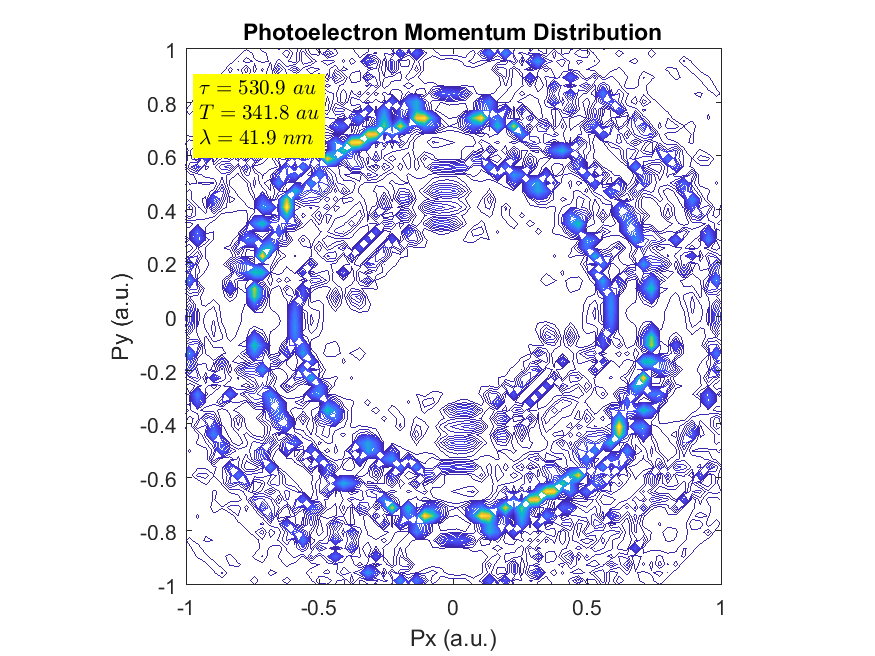 Photoelectron Momentum Distribution
τ = 530.9 au
T = 341.8 au
λ = 41.9 nm
1
0.8
0.6
0.4
0.2
0
-0.2
-0.4
-0.6
-0.8
-1
Py (a.u.)
-1 -0.5 0 0.5 1
Px (a.u.)